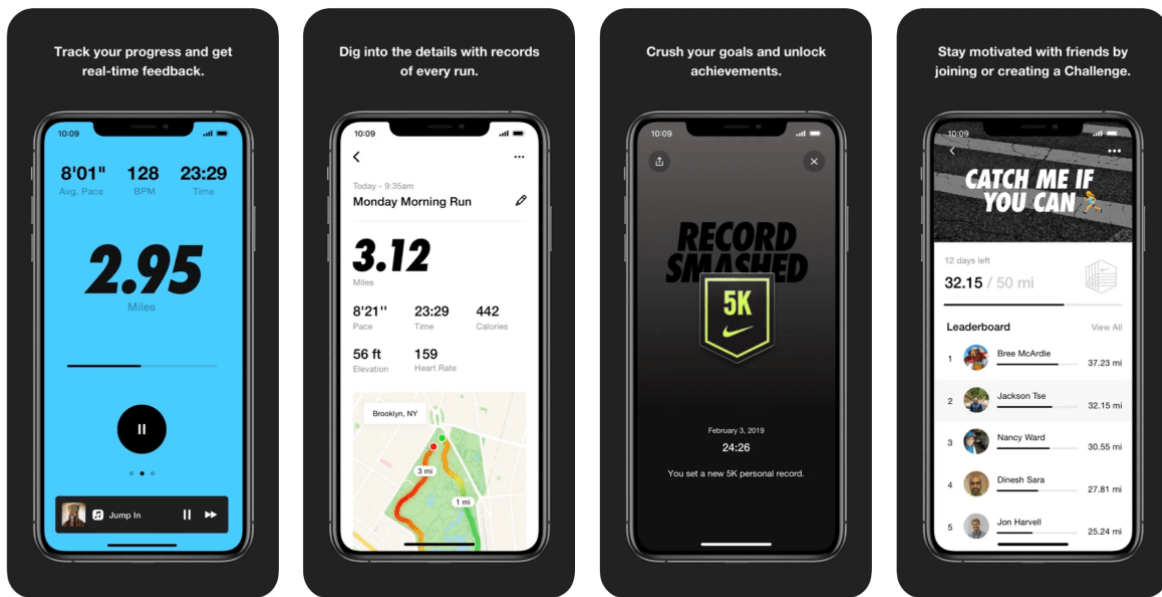 Track your progress and get
real-time feedback.
10:09
8'01" 128 23:29
Avg. Pace BPM Time
2.95
Miles
Jump In
Dig into the details with records
of every run.
10:09
Today - 9:35am
Monday Morning Run
3.12
Miles
8'21'' 23:29 442
Pace Time Calories
56 ft 159
Elevation Heart Rate
Brooklyn, NY
3 mi
1 mi
Crush your goals and unlock
achievements.
10:09
RECORD
SMASHED
5K
February 3, 2019
24:26
You set a new 5K personal record.
Stay motivated with friends by
joining or creating a Challenge.
10:09
CATCH ME IF
YOU CAN🏃
12 days left
32.15 / 50 mi
Leaderboard View All
1 Bree McArdle 37.23 mi
2 Jackson Tse 32.15 mi
3 Nancy Ward 30.55 mi
4 Dinesh Sara 27.81 mi
5 Jon Harvell 25.24 mi